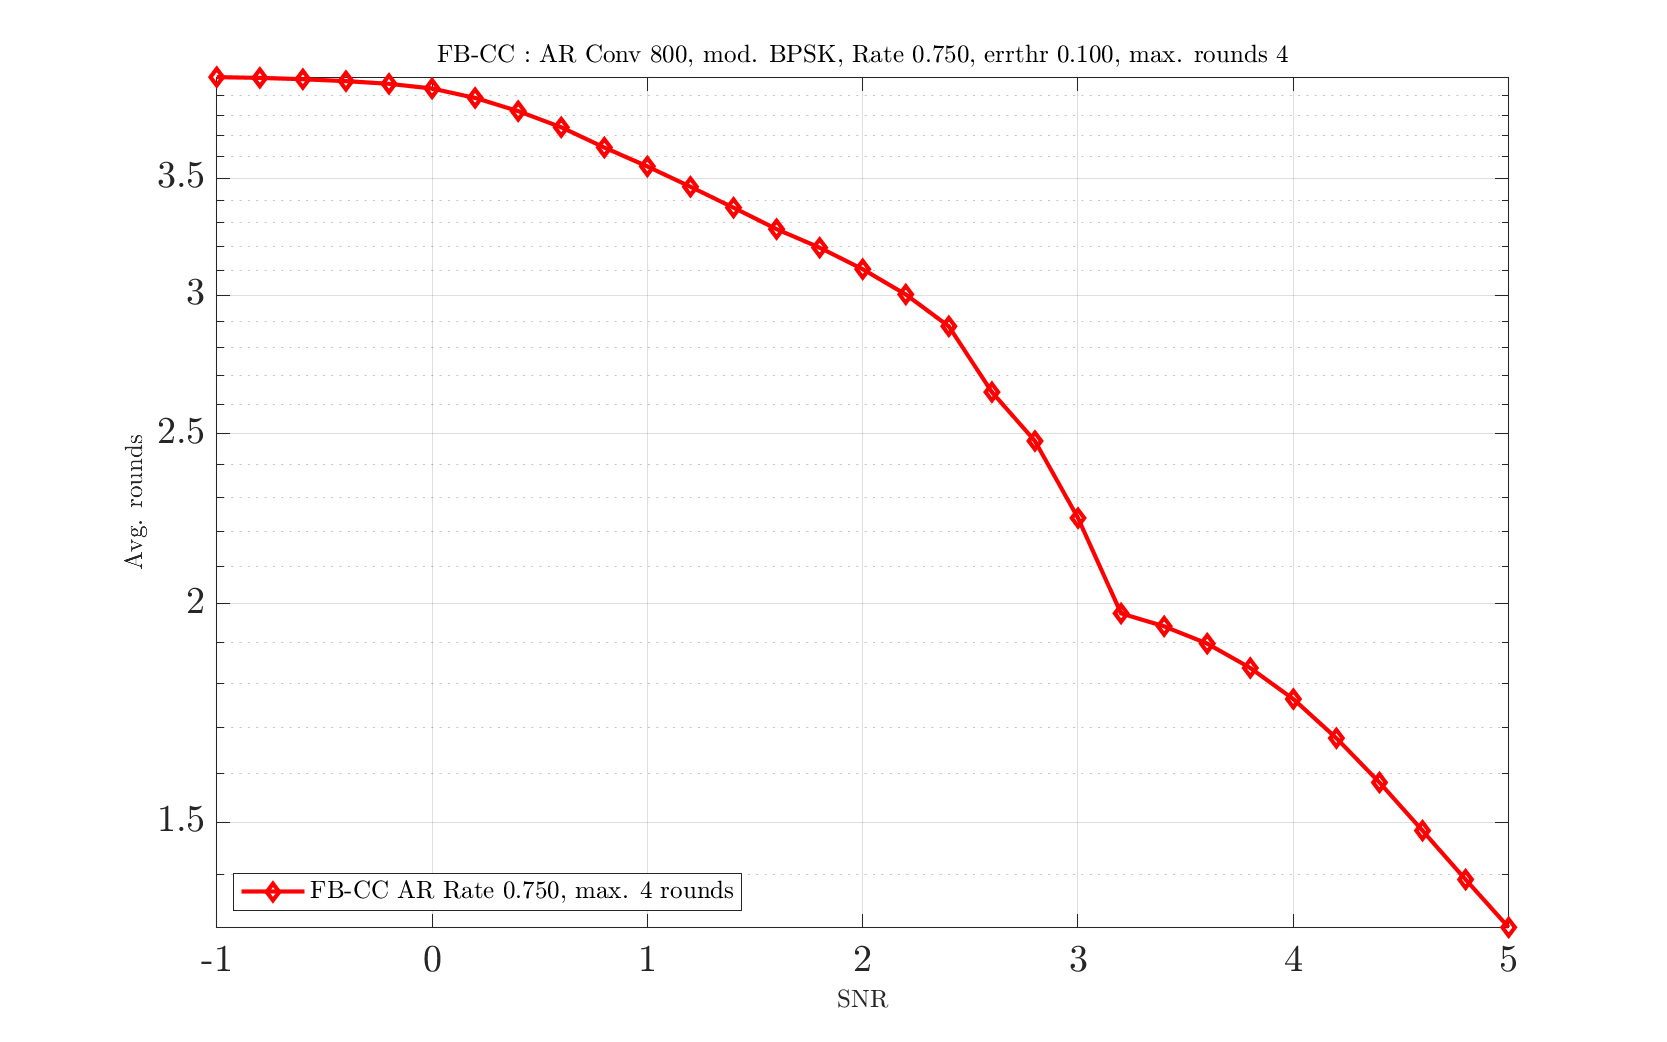 FB-CC : AR Conv 800, mod. BPSK, Rate 0.750, errthr 0.100, max. rounds 4
3.5
3
2.5
2
1.5
Avg. rounds
FB-CC AR Rate 0.750, max. 4 rounds
-1 0 1 2 3 4 5
SNR